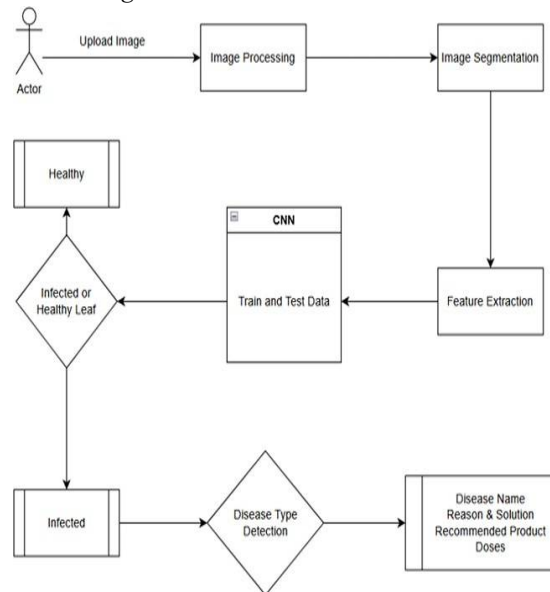 Upload Image
Actor
Image Processing
Image Segmentation
Healthy
CNN
Train and Test Data
Feature Extraction
Infected or
Healthy Leaf
Infected
Disease Type
Detection
Disease Name
Reason & Solution
Recommended Product
Doses